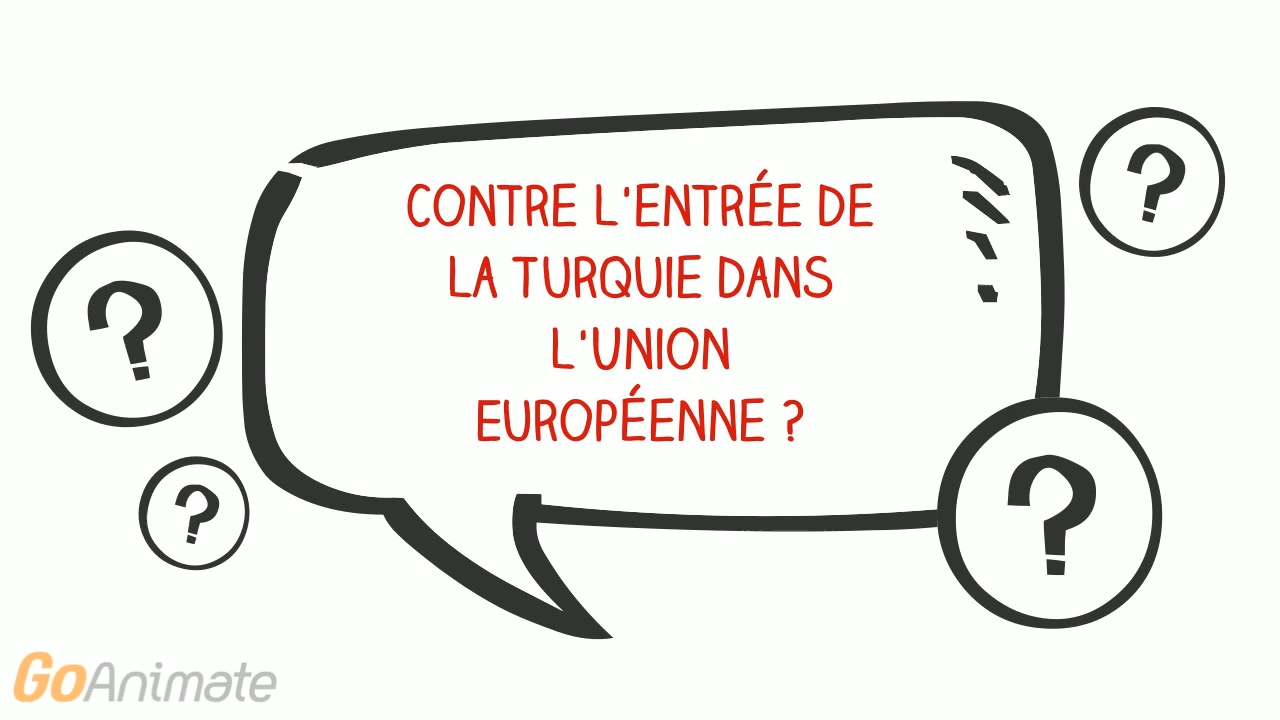 CONTRE L'ENTRÉE DE
LA TURQUIE DANS
L'UNION
EUROPÉENNE ?
?
?
?
?
GoAnimate